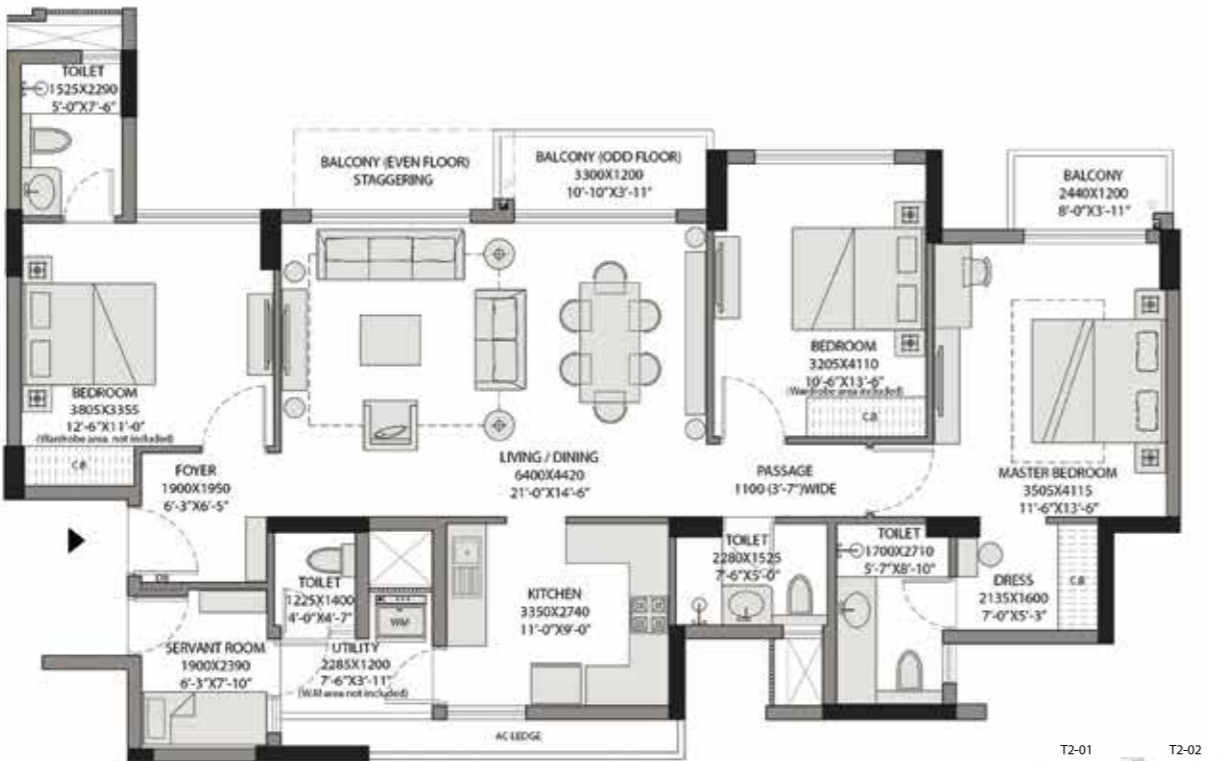 TOILET
1525X2290
5'-0"X7'-6"
BALCONY (EVEN FLOOR)
STAGGERING
BALCONY (ODD FLOOR)
3300X1200
10'-10"X3'-11"
BALCONY
2440X1200
8'-0"X3'-11"
BEDROOM
3805X3355
12'-6"X11'-0"
(Wardrobe area not included)
C.B
BEDROOM
3205X4110
10'-6"X13'-6"
(Wardrobe area included)
C.B
FOYER
1900X1950
6'-3"X6'-5"
LIVING / DINING
6400X4420
21'-0"X14'-6"
PASSAGE
1100 (3'-7")WIDE
MASTER BEDROOM
3505X4115
11'-6"X13'-6"
DB
TOILET
1225X1400
4'-0"X4'-7"
WM
KITCHEN
3350X2740
11'-0"X9'-0"
TOILET
2280X1525
7'-6"X5'-0"
TOILET
1700X2710
5'-7"X8'-10"
DRESS
2135X1600
7'-0"X5'-3"
C.B
SERVANT ROOM
1900X2390
6'-3"X7'-10"
UTILITY
2285X1200
7'-6"X3'-11"
(W.M area not included)
AC LEDGE
T2-01
T2-02